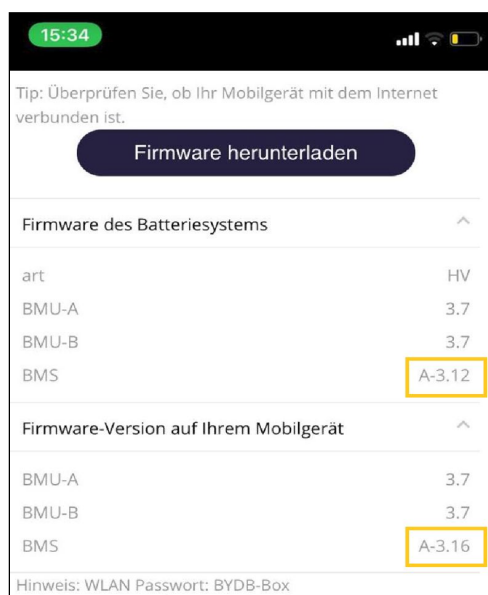 15:34
Tip: Überprüfen Sie, ob Ihr Mobilgerät mit dem Internet
verbunden ist.
Firmware herunterladen
Firmware des Batteriesystems
art HV
BMU-A 3.7
BMU-B 3.7
BMS A-3.12
Firmware-Version auf Ihrem Mobilgerät
BMU-A 3.7
BMU-B 3.7
BMS A-3.16
Hinweis: WLAN Passwort: BYDB-Box